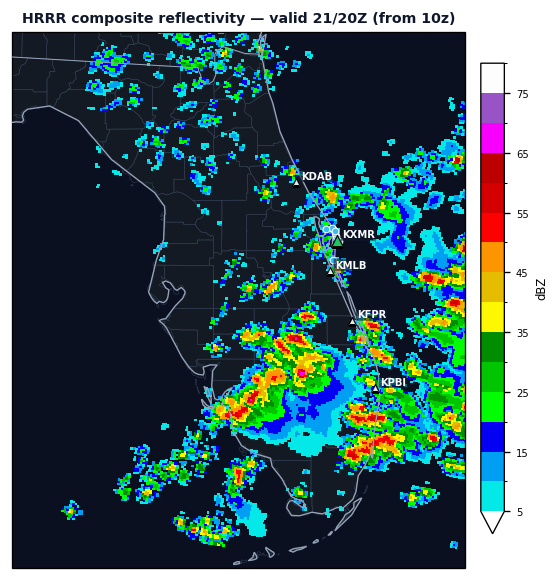 HRRR composite reflectivity — valid 21/20Z (from 10z)
KDAB
KXMR
KMLB
KFPR
KPBI
75
65
55
45
35
25
15
5
dBZ